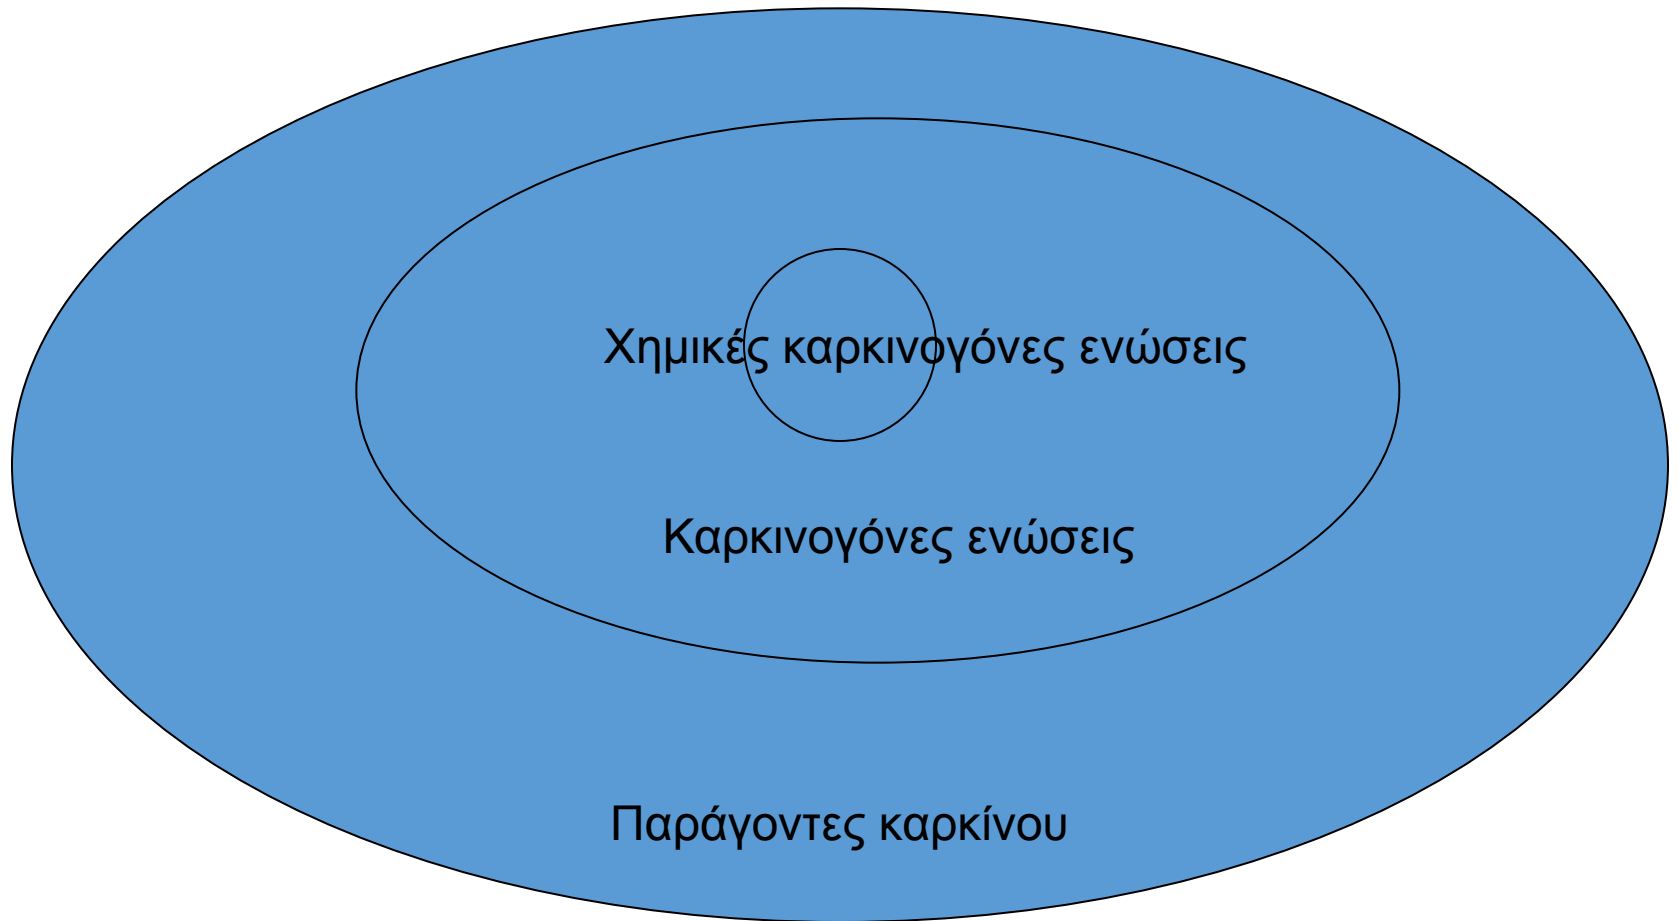 Χημικές καρκινογόνες ενώσεις
Καρκινογόνες ενώσεις
Παράγοντες καρκίνου